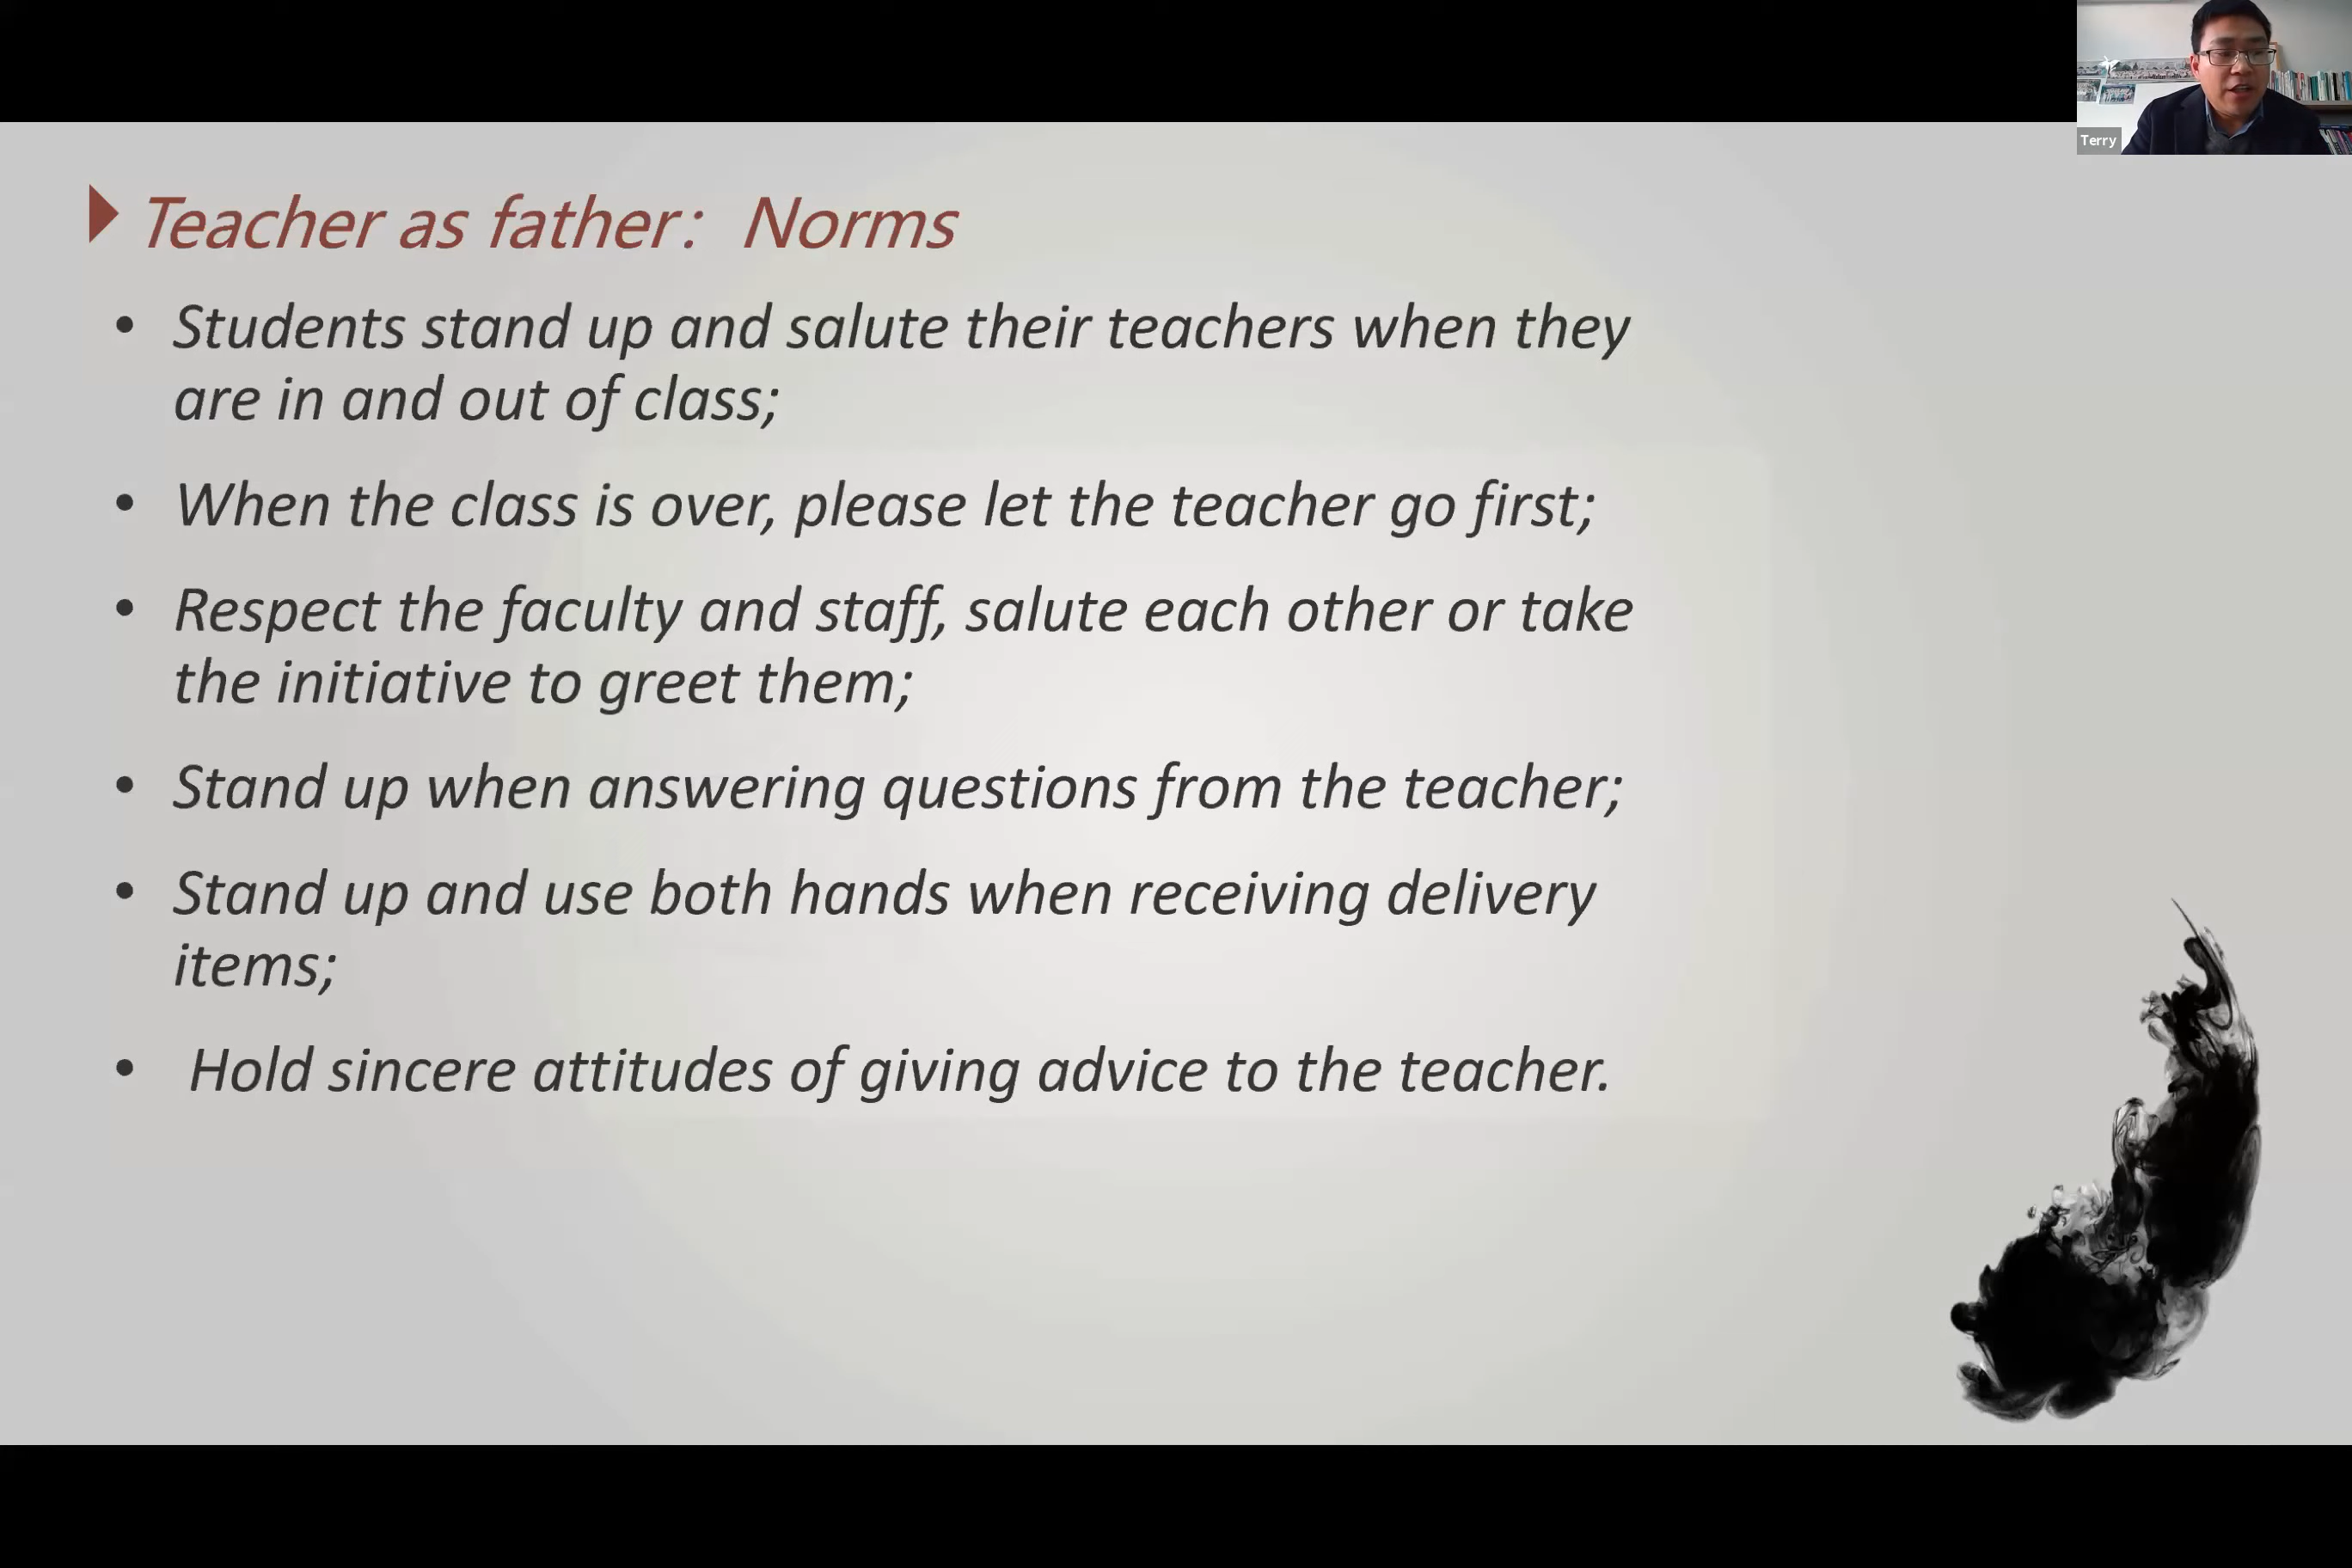 Terry
Teacher as father: Norms
• Students stand up and salute their teachers when they
are in and out of class;
• When the class is over, please let the teacher go first;
• Respect the faculty and staff, salute each other or take
the initiative to greet them;
• Stand up when answering questions from the teacher;
• Stand up and use both hands when receiving delivery
items;
• Hold sincere attitudes of giving advice to the teacher.